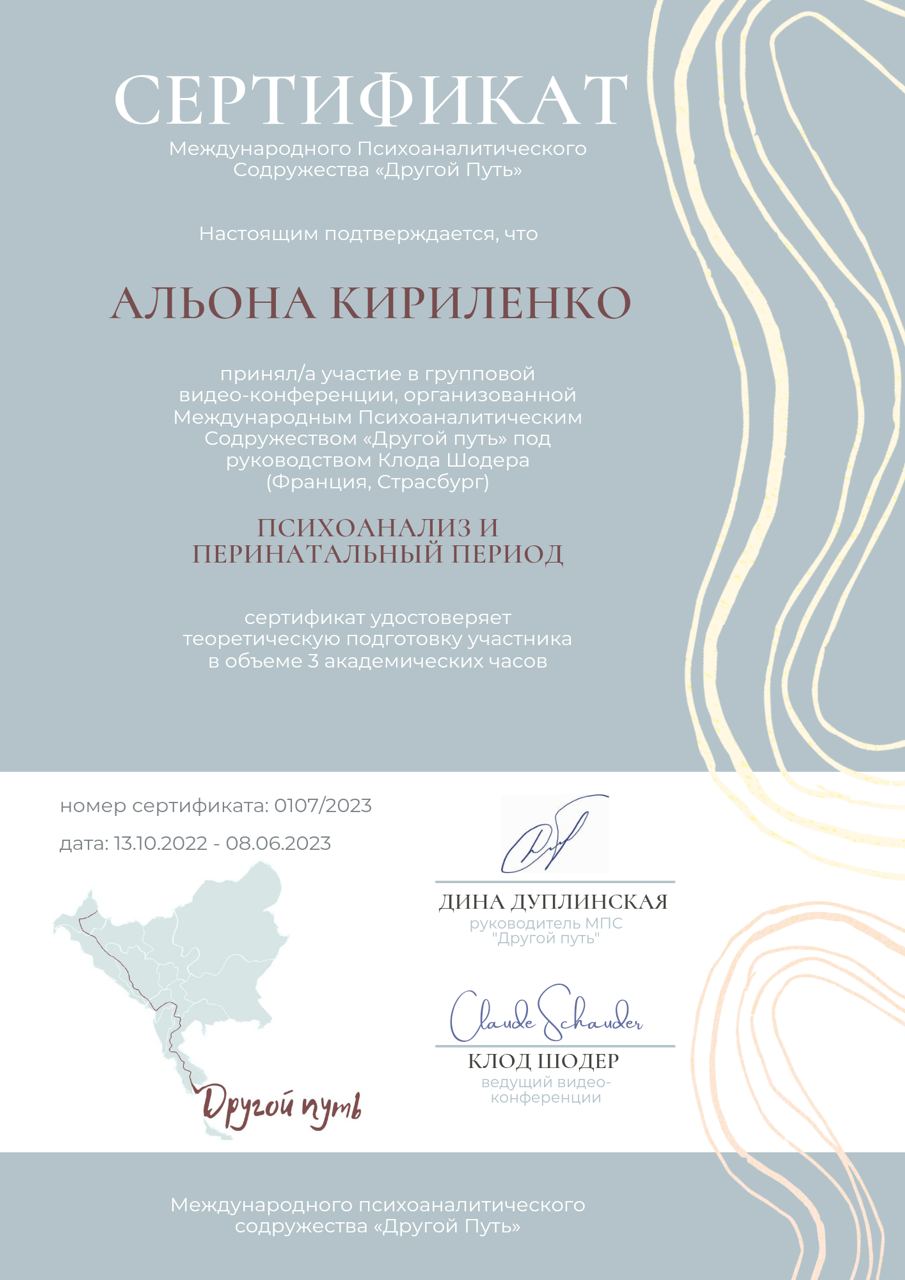 СЕРТИФИКАТ
Международного Психоаналитического
Содружества «Другой Путь»
Настоящим подтверждается, что
АЛЬОНА КИРИЛЕНКО
принял/а участие в групповой
видео-конференции, организованной
Международным Психоаналитическим
Содружеством «Другой путь» под
руководством Клода Шодера
(Франция, Страсбург)
ПСИХОАНАЛИЗ И
ПЕРИНАТАЛЬНЫЙ ПЕРИОД
сертификат удостоверяет
теоретическую подготовку участника
в объеме 3 академических часов
номер сертификата: 0107/2023
дата: 13.10.2022 - 08.06.2023
ДИНА ДУПЛИНСКАЯ
руководитель МПС
"Другой путь"
Claude Schauder
КЛОД ШОДЕР
ведущий видео-
конференции
Другой путь
Международного психоаналитического
содружества «Другой Путь»